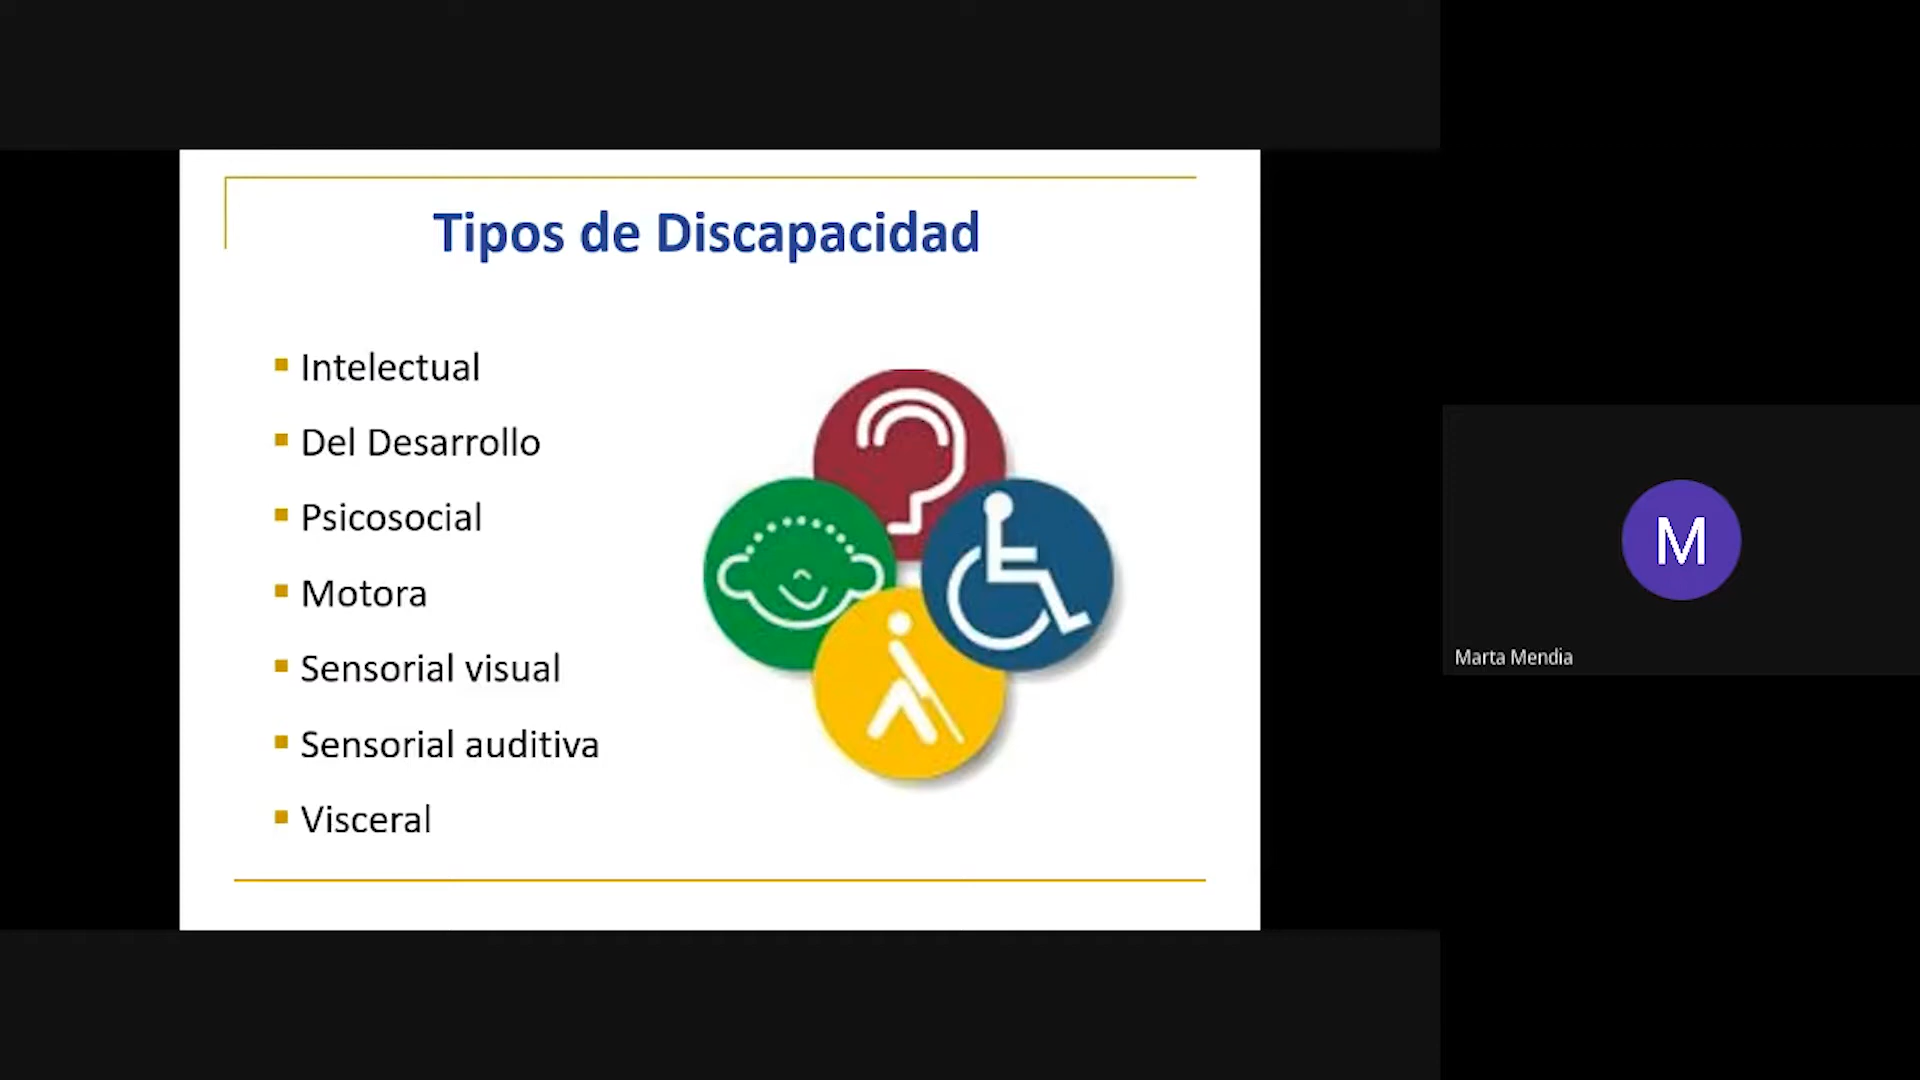 Tipos de Discapacidad
Intelectual
Del Desarrollo
Psicosocial
Motora
Sensorial visual
Sensorial auditiva
Visceral
M
Marta Mendia